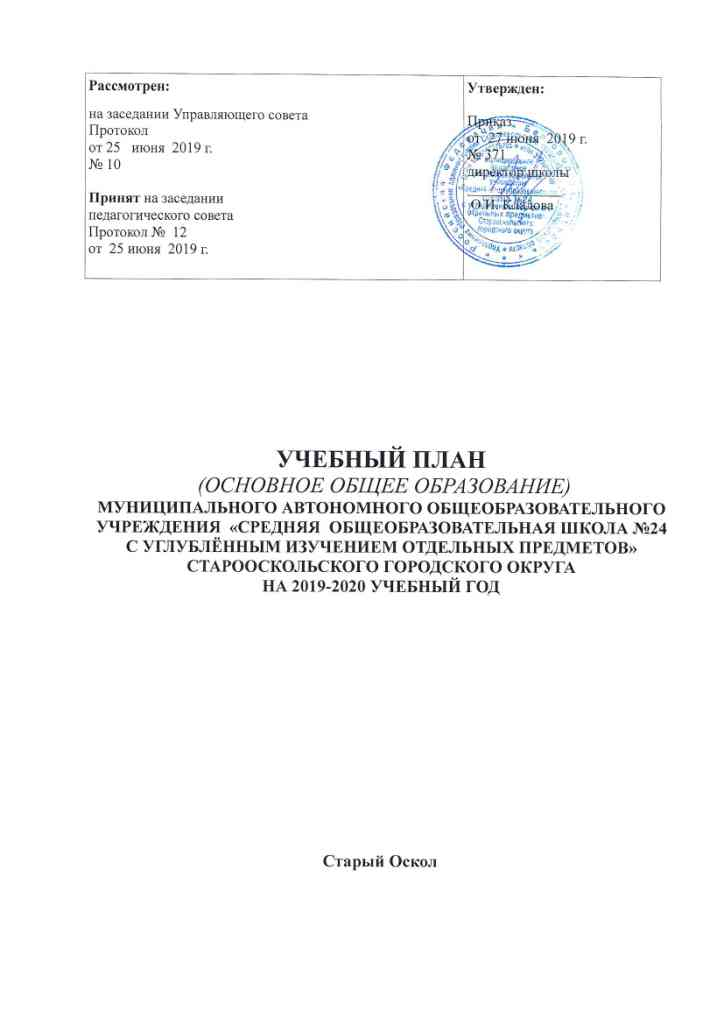 Рассмотрен:
на заседании Управляющего совета
Протокол
от 25 июня 2019 г.
№ 10
Принят на заседании
педагогического совета
Протокол № 12
от 25 июня 2019 г.
Утвержден:
Приказ
от 27 июня 2019 г.
№ 371
директор школы
О.И. Кладова
УЧЕБНЫЙ ПЛАН
(ОСНОВНОЕ ОБЩЕЕ ОБРАЗОВАНИЕ)
МУНИЦИПАЛЬНОГО АВТОНОМНОГО ОБЩЕОБРАЗОВАТЕЛЬНОГО
УЧРЕЖДЕНИЯ «СРЕДНЯЯ ОБЩЕОБРАЗОВАТЕЛЬНАЯ ШКОЛА №24
С УГЛУБЛЁННЫМ ИЗУЧЕНИЕМ ОТДЕЛЬНЫХ ПРЕДМЕТОВ»
СТАРООСКОЛЬСКОГО ГОРОДСКОГО ОКРУГА
НА 2019-2020 УЧЕБНЫЙ ГОД
Старый Оскол